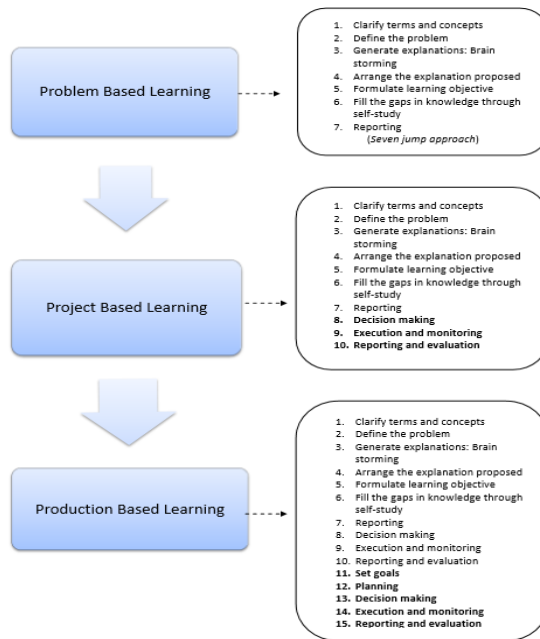 Problem Based Learning
1. Clarify terms and concepts
2. Define the problem
3. Generate explanations: Brain
storming
4. Arrange the explanation proposed
5. Formulate learning objective
6. Fill the gaps in knowledge through
self-study
7. Reporting
(Seven jump approach)
Project Based Learning
1. Clarify terms and concepts
2. Define the problem
3. Generate explanations: Brain
storming
4. Arrange the explanation proposed
5. Formulate learning objective
6. Fill the gaps in knowledge through
self-study
7. Reporting
8. Decision making
9. Execution and monitoring
10. Reporting and evaluation
Production Based Learning
1. Clarify terms and concepts
2. Define the problem
3. Generate explanations: Brain
storming
4. Arrange the explanation proposed
5. Formulate learning objective
6. Fill the gaps in knowledge through
self-study
7. Reporting
8. Decision making
9. Execution and monitoring
10. Reporting and evaluation
11. Set goals
12. Planning
13. Decision making
14. Execution and monitoring
15. Reporting and evaluation